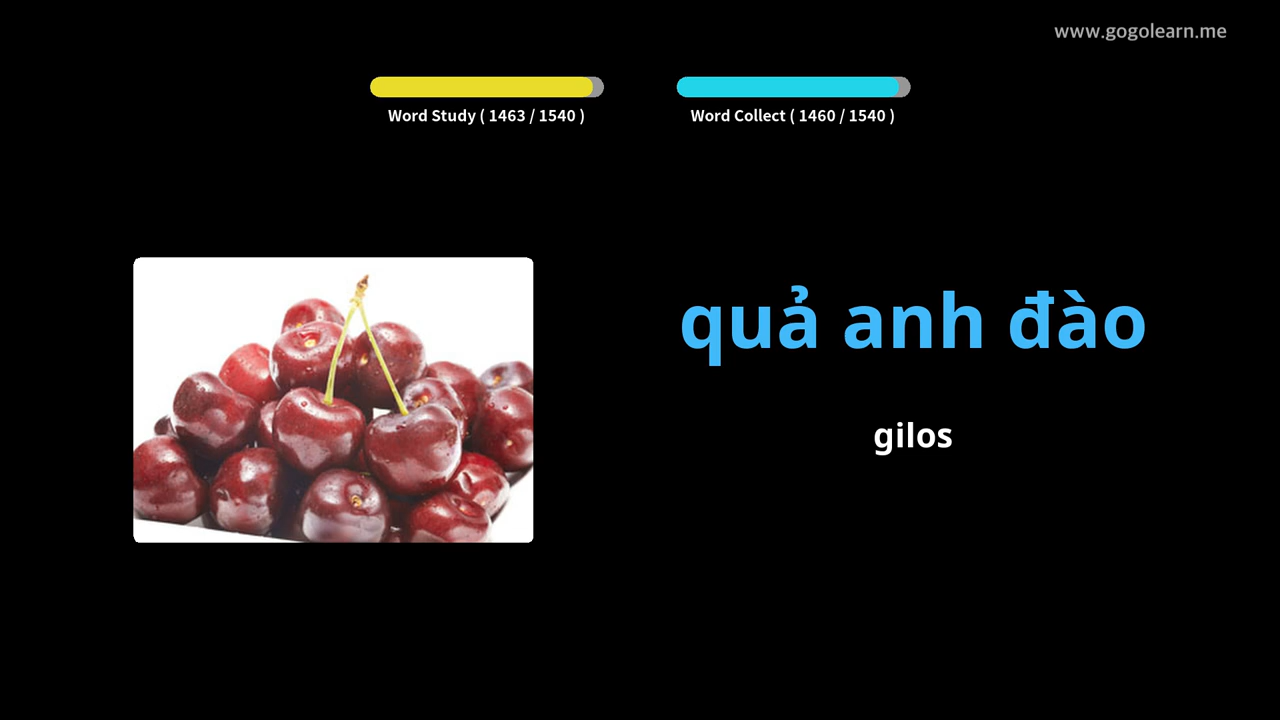 www.gogolearn.me
Word Study ( 1463 / 1540 )
Word Collect ( 1460 / 1540 )
quả anh đào
gilos